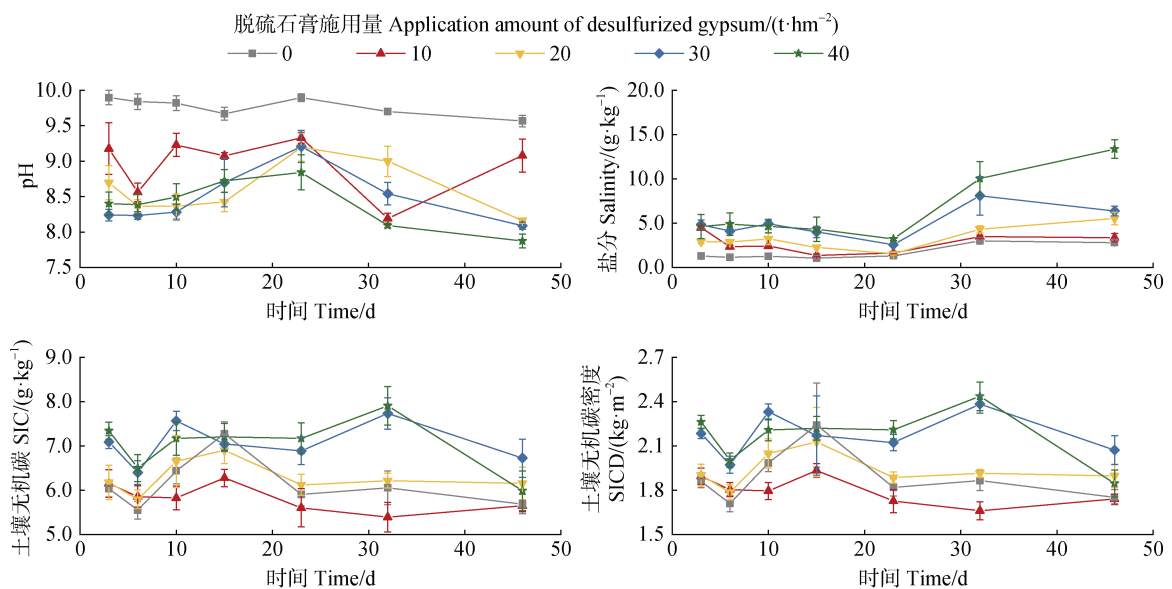 脱硫石膏施用量 Application amount of desulfurized gypsum/(t·hm⁻²)
0 10 20 30 40
pH
10.0
9.5
9.0
8.5
8.0
7.5
0 10 20 30 40 50
时间 Time/d
盐分 Salinity/(g·kg⁻¹)
20.0
15.0
10.0
5.0
0.0
0 10 20 30 40 50
时间 Time/d
土壤无机碳 SIC/(g·kg⁻¹)
9.0
8.0
7.0
6.0
5.0
0 10 20 30 40 50
时间 Time/d
土壤无机碳密度
SICD/(kg·m⁻²)
2.7
2.4
2.1
1.8
1.5
0 10 20 30 40 50
时间 Time/d